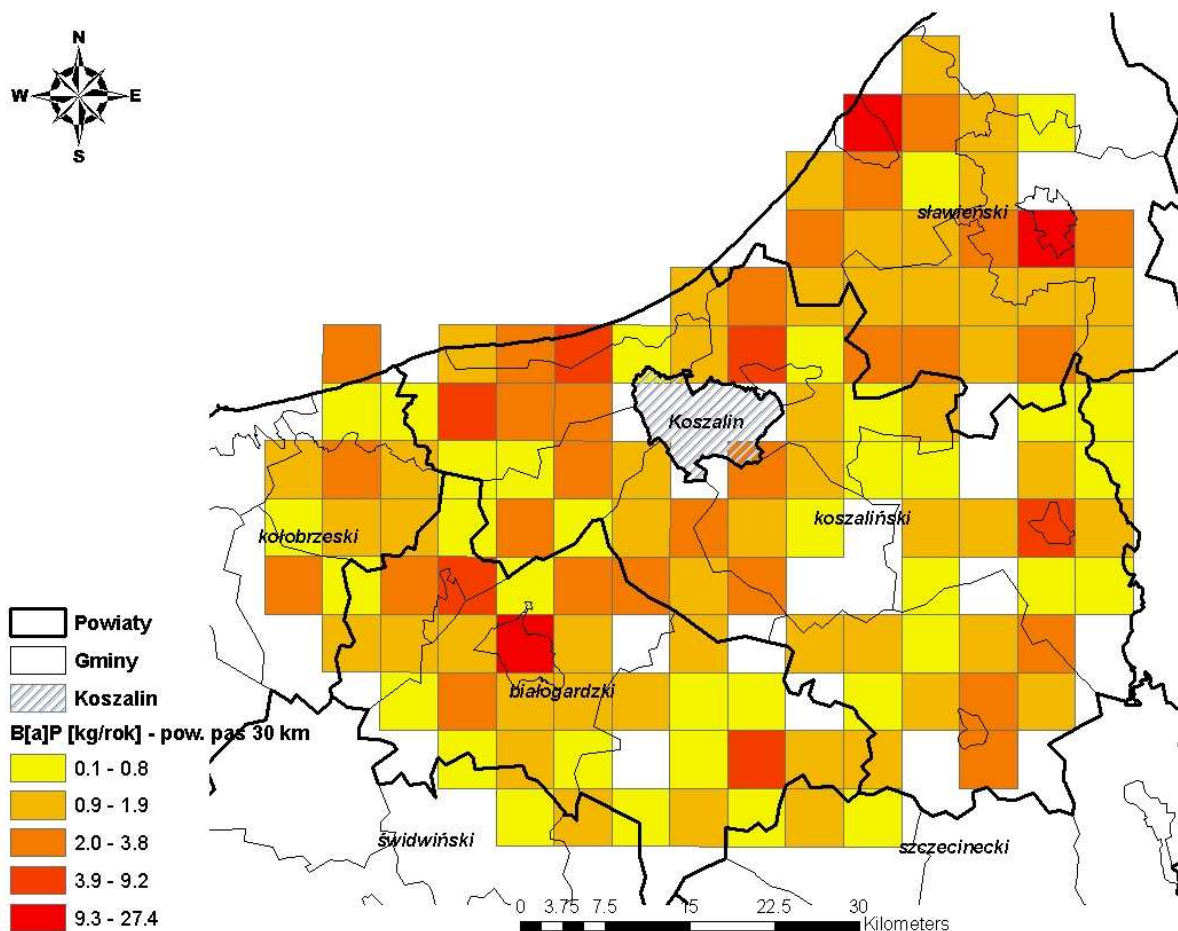 N
W E
S
sławieński
Koszalin
koszaliński
kołobrzeski
białogardzki
świdwiński
szczecinecki
Powiaty
Gminy
Koszalin
B[a]P [kg/rok] - pow. pas 30 km
0.1 - 0.8
0.9 - 1.9
2.0 - 3.8
3.9 - 9.2
9.3 - 27.4
0 3.75 7.5 15 22.5 30
Kilometers